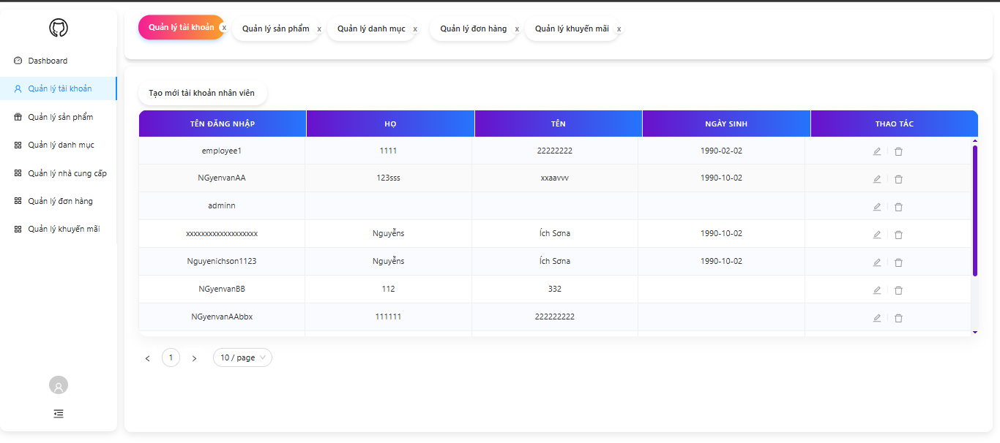 Quản lý tài khoản x Quản lý sản phẩm x Quản lý danh mục x Quản lý đơn hàng x Quản lý khuyến mãi x
Dashboard
Quản lý tài khoản
Quản lý sản phẩm
Quản lý danh mục
Quản lý nhà cung cấp
Quản lý đơn hàng
Quản lý khuyến mãi
Tạo mới tài khoản nhân viên
TÊN ĐĂNG NHẬP HỌ TÊN NGÀY SINH THAO TÁC
employee1 1111 22222222 1990-02-02
NGyenvanAA 123sss xxaavvv 1990-10-02
adminn
xxxxxxxxxxxxxxxxxxx Nguyễns Ích Sơna 1990-10-02
Nguyenichson1123 Nguyễns Ích Sơna 1990-10-02
NGyenvanBB 112 332
NGyenvanAAbbx 111111 222222222
< 1 > 10 / page